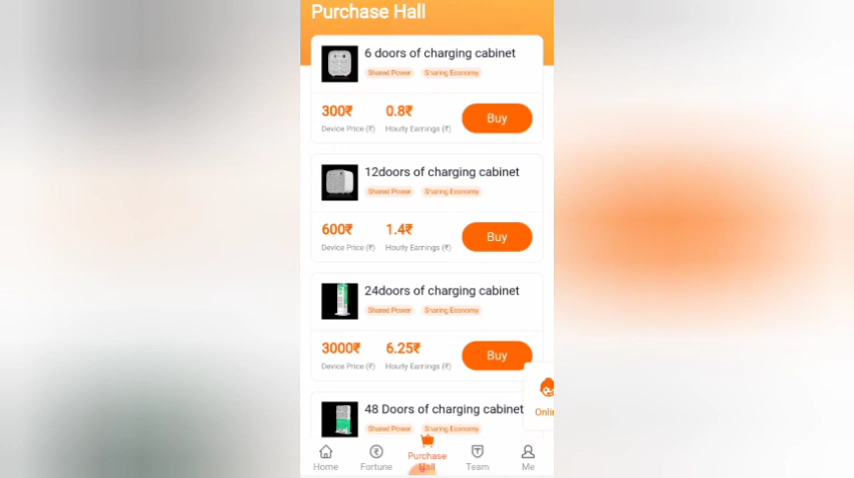 Purchase Hall
6 doors of charging cabinet
Shared Power Sharing Economy
300₹ 0.8₹ Buy
Device Price (₹) Hourly Earnings (₹)
12doors of charging cabinet
Shared Power Sharing Economy
600₹ 1.4₹ Buy
Device Price (₹) Hourly Earnings (₹)
24doors of charging cabinet
Shared Power Sharing Economy
3000₹ 6.25₹ Buy
Device Price (₹) Hourly Earnings (₹)
48 Doors of charging cabinet
Shared Power Sharing Economy
Home Fortune Purchase Hall Team Me